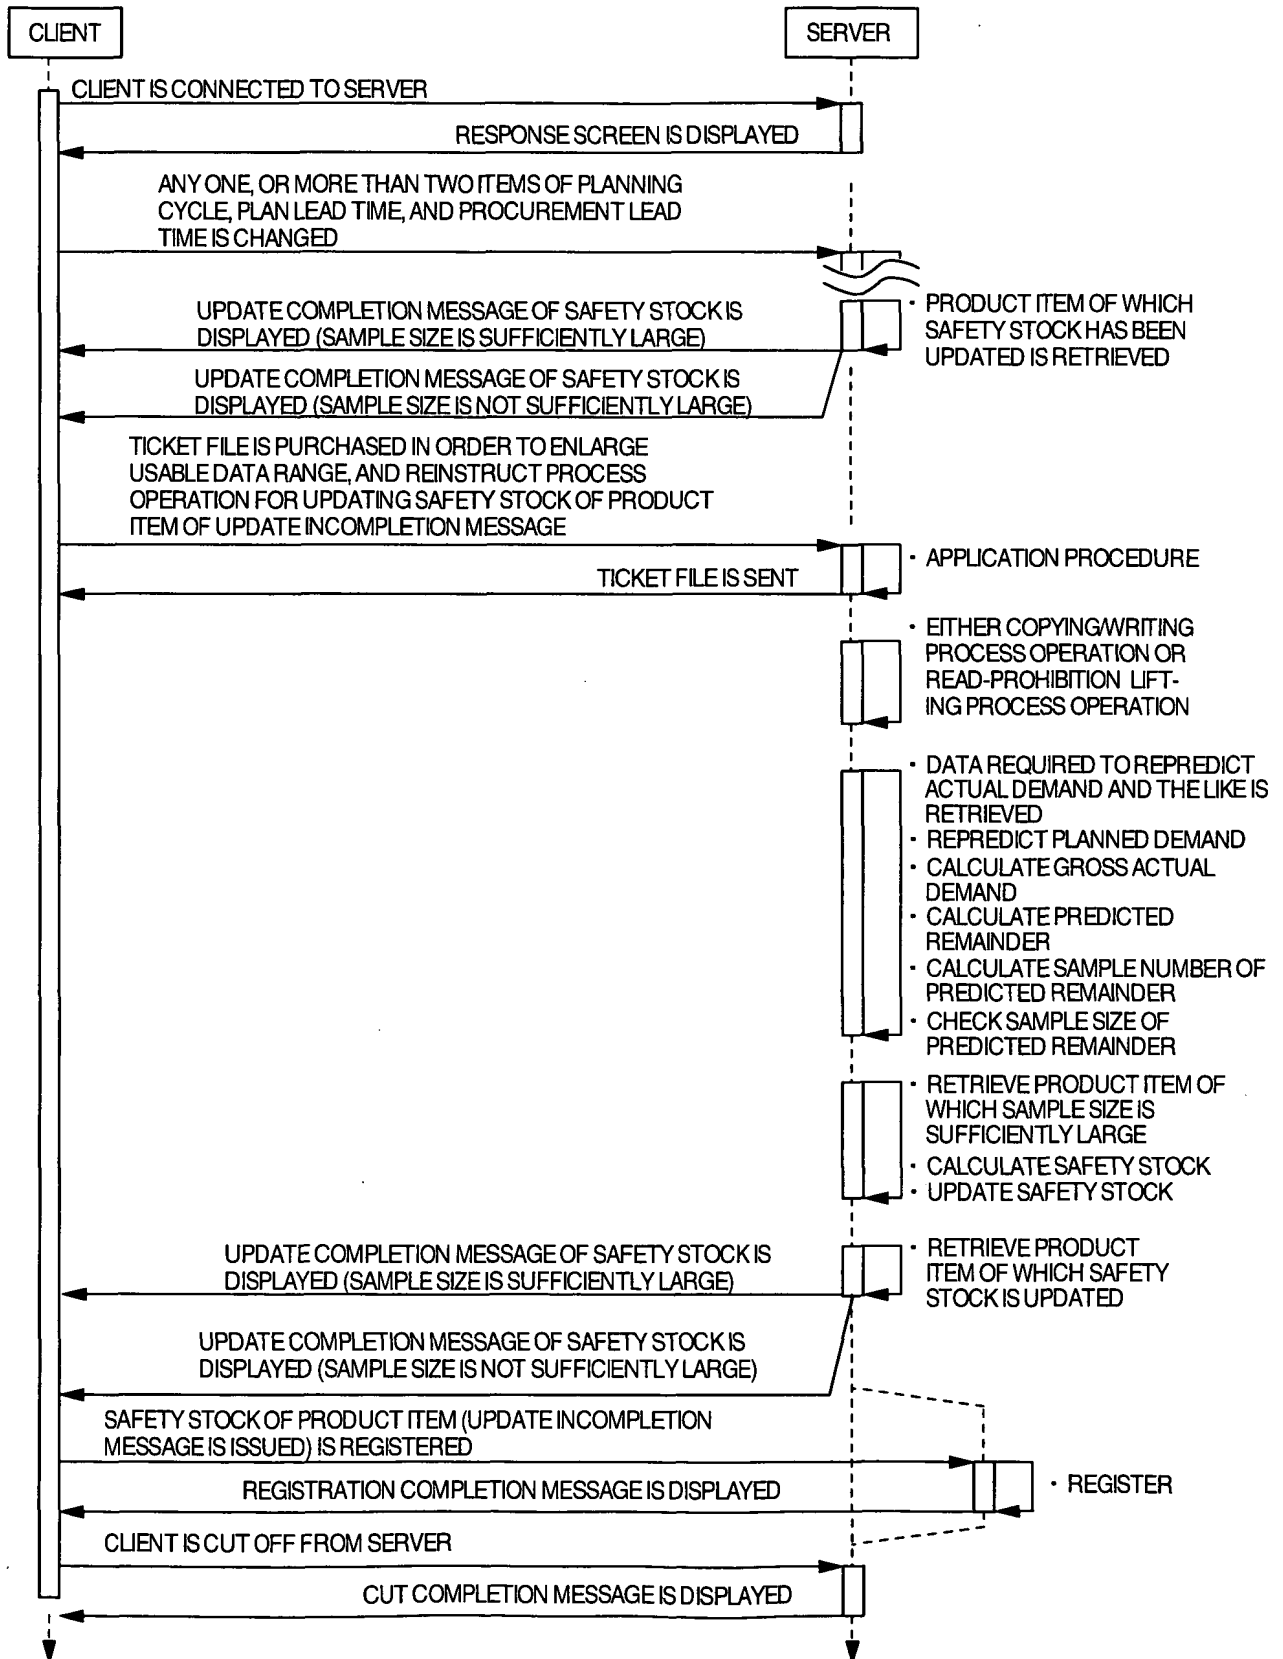 CLIENT
SERVER
CLIENT IS CONNECTED TO SERVER
RESPONSE SCREEN IS DISPLAYED
ANY ONE, OR MORE THAN TWO ITEMS OF PLANNING
CYCLE, PLAN LEAD TIME, AND PROCUREMENT LEAD
TIME IS CHANGED
UPDATE COMPLETION MESSAGE OF SAFETY STOCK IS
DISPLAYED (SAMPLE SIZE IS SUFFICIENTLY LARGE)
• PRODUCT ITEM OF WHICH
SAFETY STOCK HAS BEEN
UPDATED IS RETRIEVED
UPDATE COMPLETION MESSAGE OF SAFETY STOCK IS
DISPLAYED (SAMPLE SIZE IS NOT SUFFICIENTLY LARGE)
TICKET FILE IS PURCHASED IN ORDER TO ENLARGE
USABLE DATA RANGE, AND REINSTRUCT PROCESS
OPERATION FOR UPDATING SAFETY STOCK OF PRODUCT
ITEM OF UPDATE INCOMPLETION MESSAGE
• APPLICATION PROCEDURE
TICKET FILE IS SENT
• EITHER COPYING/WRITING
PROCESS OPERATION OR
READ-PROHIBITION LIFT-
ING PROCESS OPERATION
• DATA REQUIRED TO REPREDICT
ACTUAL DEMAND AND THE LIKE IS
RETRIEVED
• REPREDICT PLANNED DEMAND
• CALCULATE GROSS ACTUAL
DEMAND
• CALCULATE PREDICTED
REMAINDER
• CALCULATE SAMPLE NUMBER OF
PREDICTED REMAINDER
• CHECK SAMPLE SIZE OF
PREDICTED REMAINDER
• RETRIEVE PRODUCT ITEM OF
WHICH SAMPLE SIZE IS
SUFFICIENTLY LARGE
• CALCULATE SAFETY STOCK
• UPDATE SAFETY STOCK
UPDATE COMPLETION MESSAGE OF SAFETY STOCK IS
DISPLAYED (SAMPLE SIZE IS SUFFICIENTLY LARGE)
• RETRIEVE PRODUCT
ITEM OF WHICH SAFETY
STOCK IS UPDATED
UPDATE COMPLETION MESSAGE OF SAFETY STOCK IS
DISPLAYED (SAMPLE SIZE IS NOT SUFFICIENTLY LARGE)
SAFETY STOCK OF PRODUCT ITEM (UPDATE INCOMPLETION
MESSAGE IS ISSUED) IS REGISTERED
REGISTRATION COMPLETION MESSAGE IS DISPLAYED
• REGISTER
CLIENT IS CUT OFF FROM SERVER
CUT COMPLETION MESSAGE IS DISPLAYED